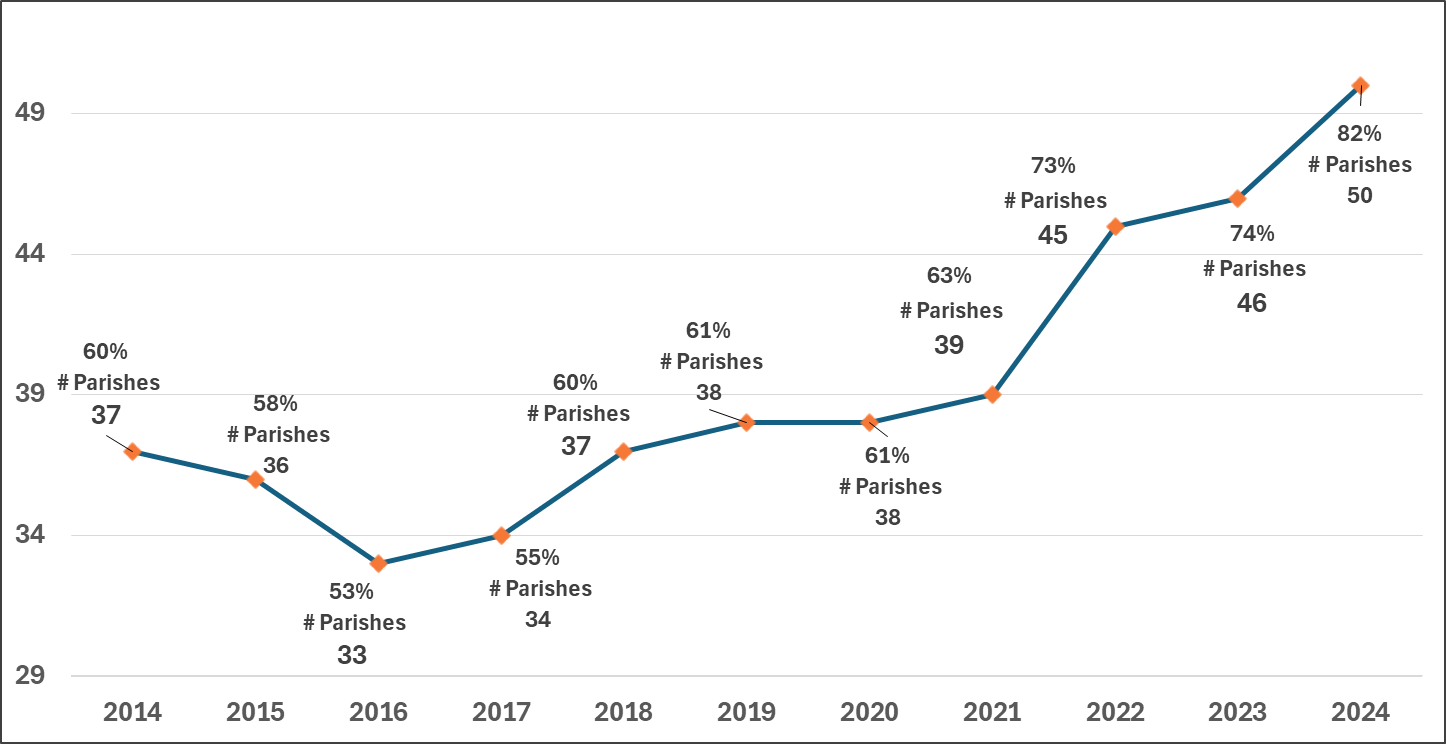 49
44
39
34
29
60%
# Parishes
37
58%
# Parishes
36
53%
# Parishes
33
55%
# Parishes
34
60%
# Parishes
37
61%
# Parishes
38
61%
# Parishes
38
63%
# Parishes
39
73%
# Parishes
45
74%
# Parishes
46
82%
# Parishes
50
2014 2015 2016 2017 2018 2019 2020 2021 2022 2023 2024